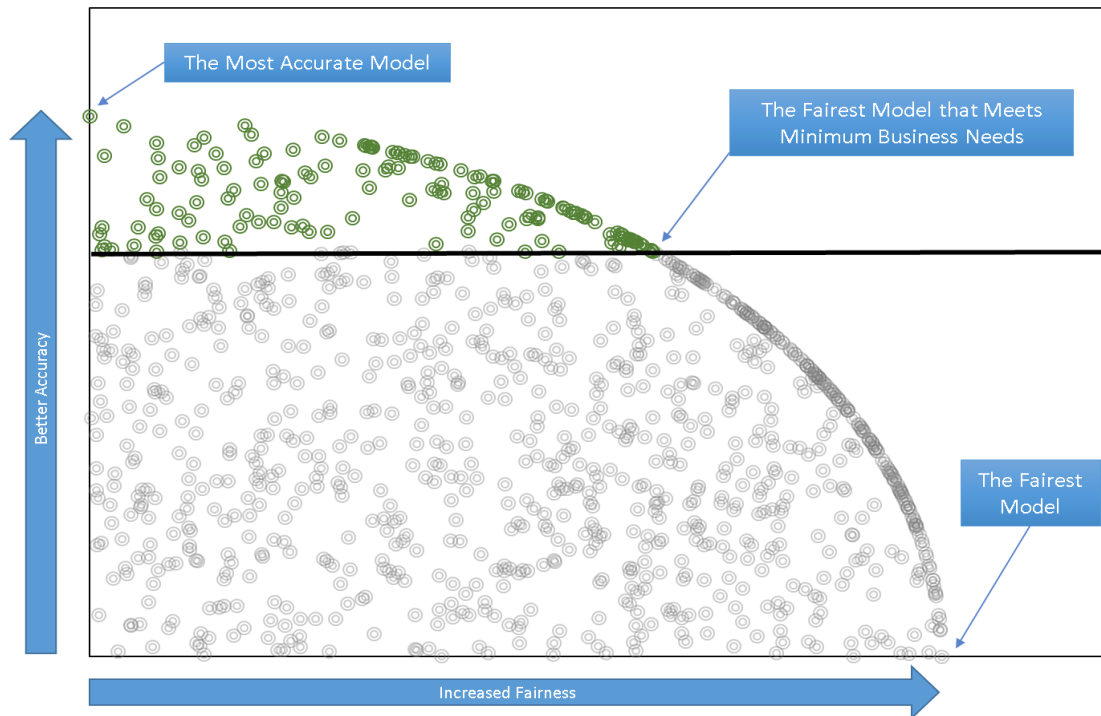 The Most Accurate Model
The Fairest Model that Meets
Minimum Business Needs
Better Accuracy
The Fairest
Model
Increased Fairness